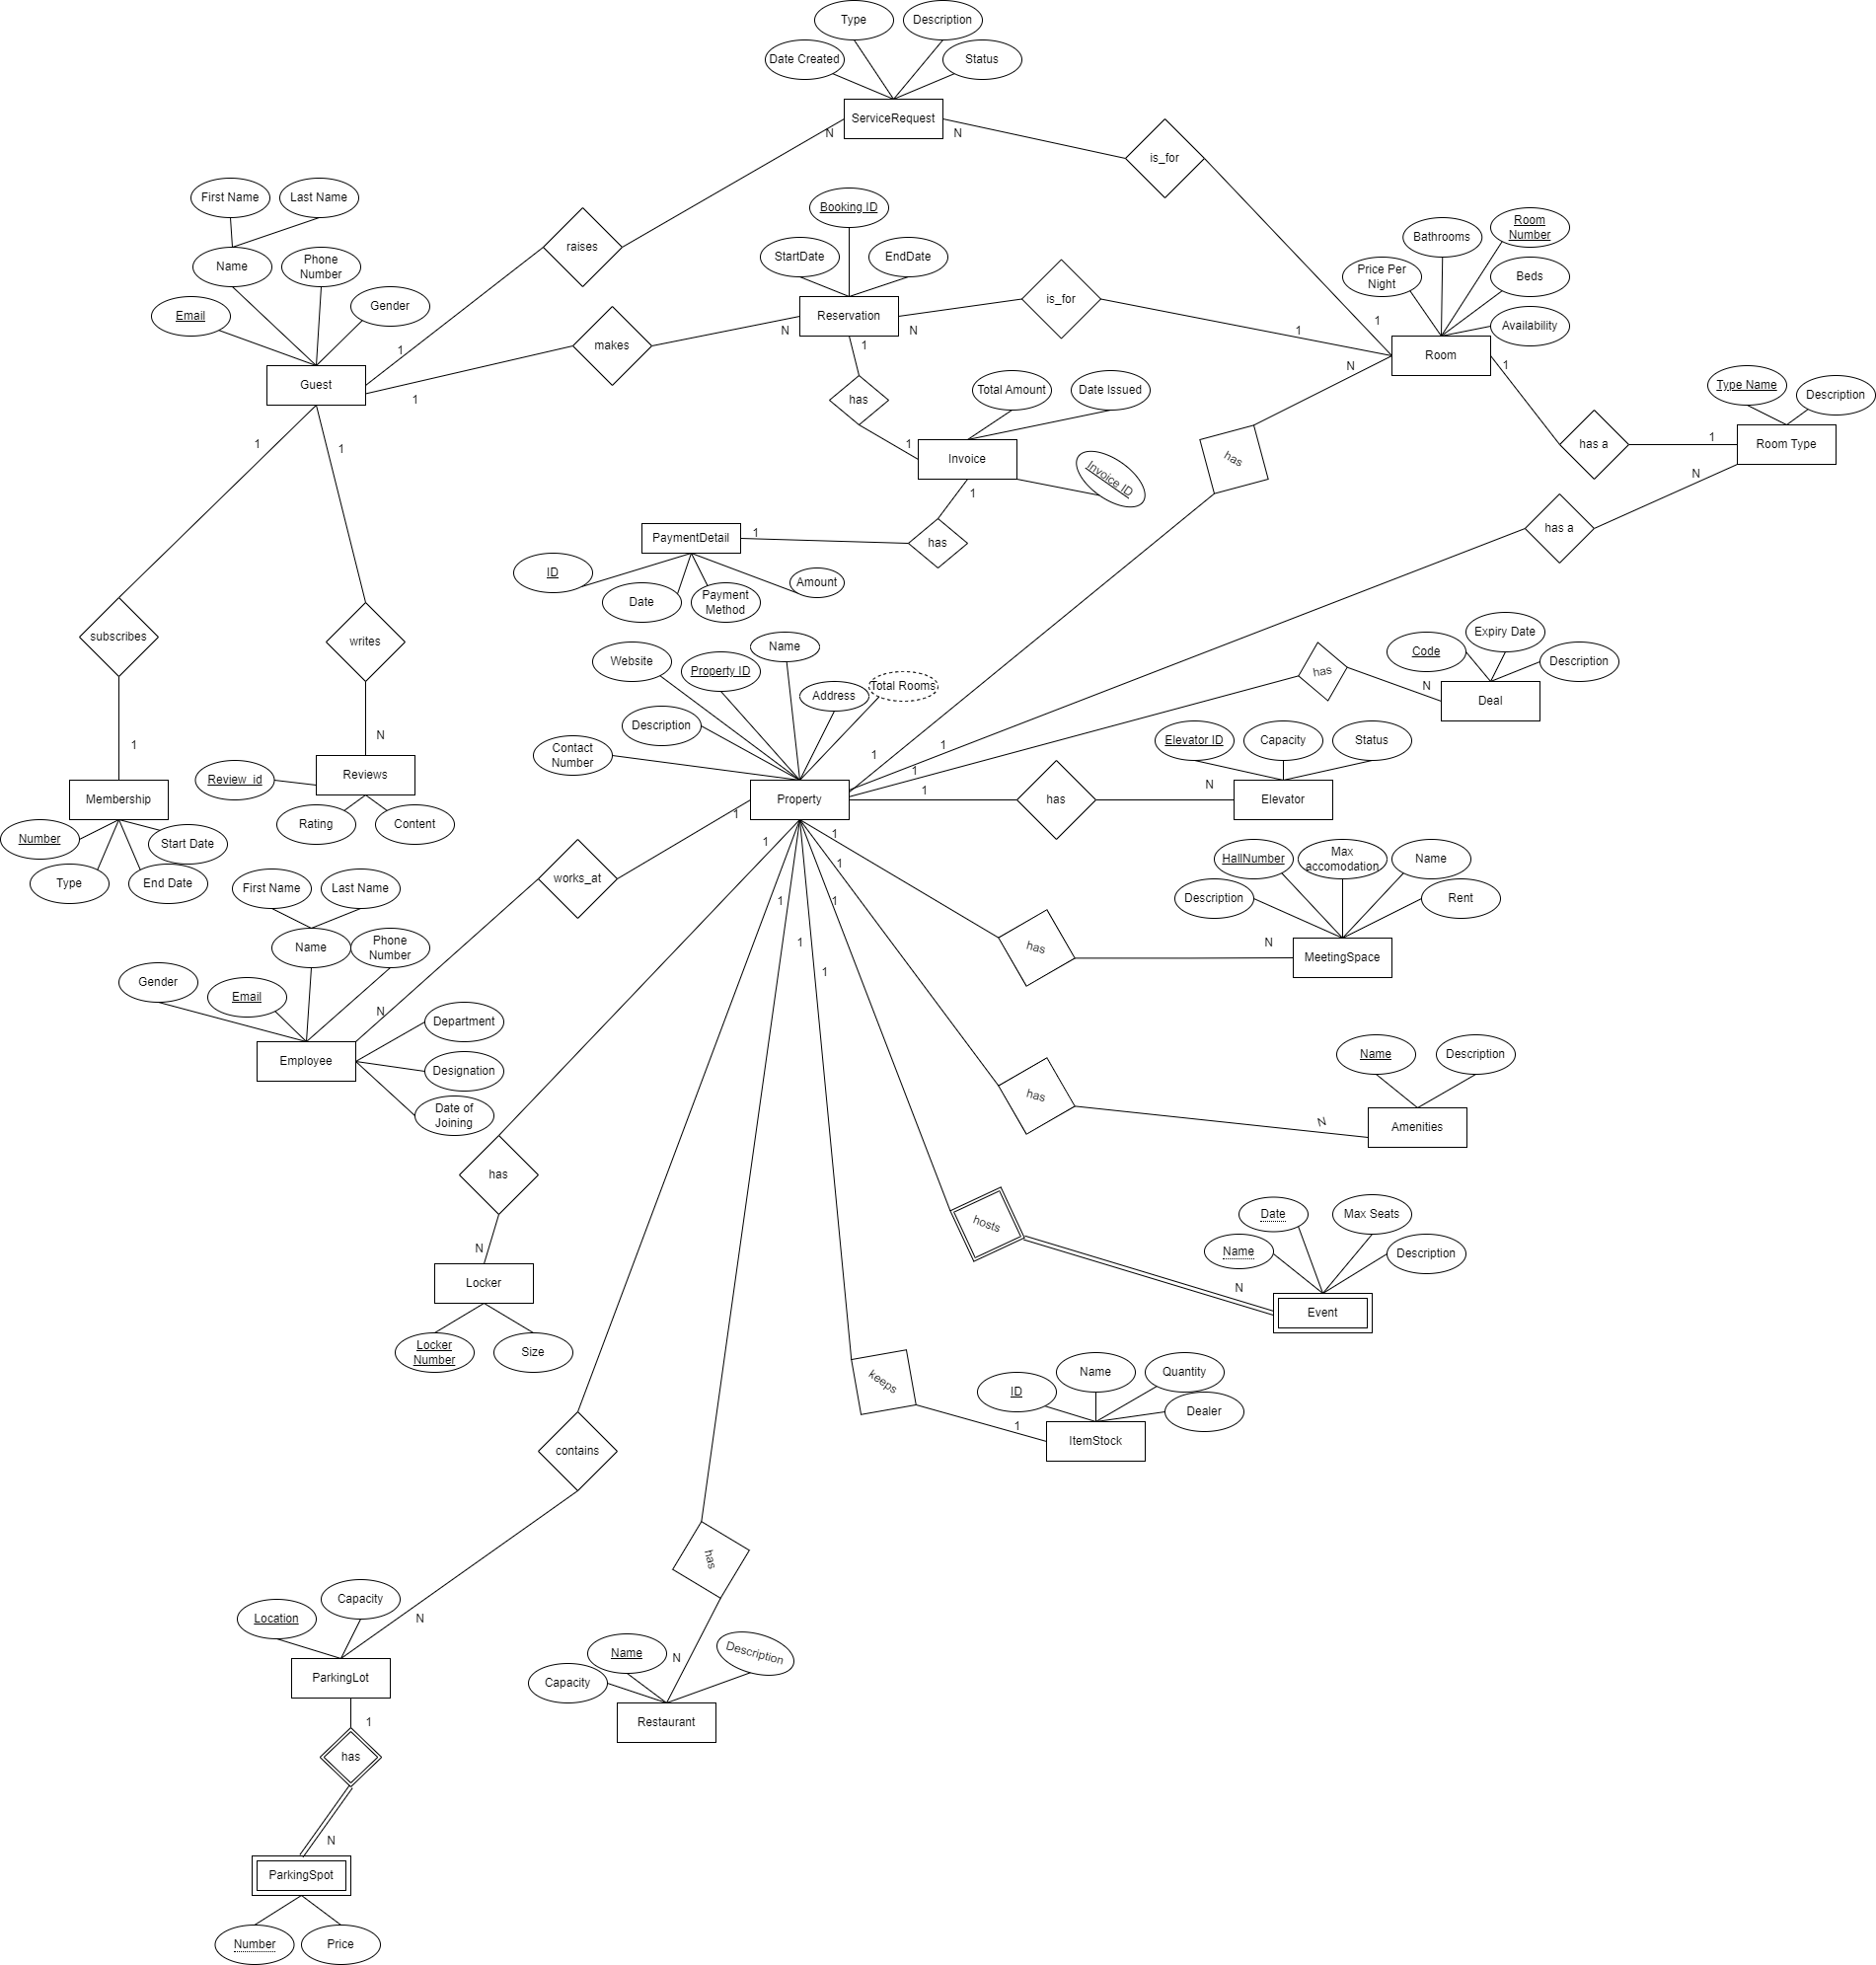 Type
Description
Date Created
Status
ServiceRequest
N
N
is_for
First Name
Last Name
raises
Name
Phone
Number
Gender
Email
Guest
1
1
makes
N
Booking ID
StartDate
EndDate
Reservation
N
is_for
1
1
Bathrooms
Room
Number
Price Per
Night
Beds
Availability
Room
N
1
1
has
Total Amount
Date Issued
1
Invoice
Invoice ID
1
PaymentDetail
1
has
ID
Date
Payment
Method
Amount
has
has a
1
Type Name
Description
Room Type
N
has a
1
1
subscribes
writes
1
N
Membership
Number
Type
Start Date
End Date
Reviews
Review_id
Rating
Content
Website
Property ID
Name
Address
Total Rooms
Description
Contact
Number
Property
1
1
1
has
N
Code
Expiry Date
Description
Deal
1
has
N
Elevator ID
Capacity
Status
Elevator
1
works_at
N
First Name
Last Name
Name
Phone
Number
Gender
Email
Employee
Department
Designation
Date of
Joining
1
1
1
1
1
1
1
has
N
HallNumber
Max
accomodation
Name
Description
Rent
MeetingSpace
has
N
Name
Description
Amenities
has
N
Locker
Locker
Number
Size
hosts
N
Date
Max Seats
Name
Description
Event
keeps
1
ID
Name
Quantity
Dealer
ItemStock
contains
N
Location
Capacity
ParkingLot
1
has
N
ParkingSpot
Number
Price
has
N
Name
Description
Capacity
Restaurant